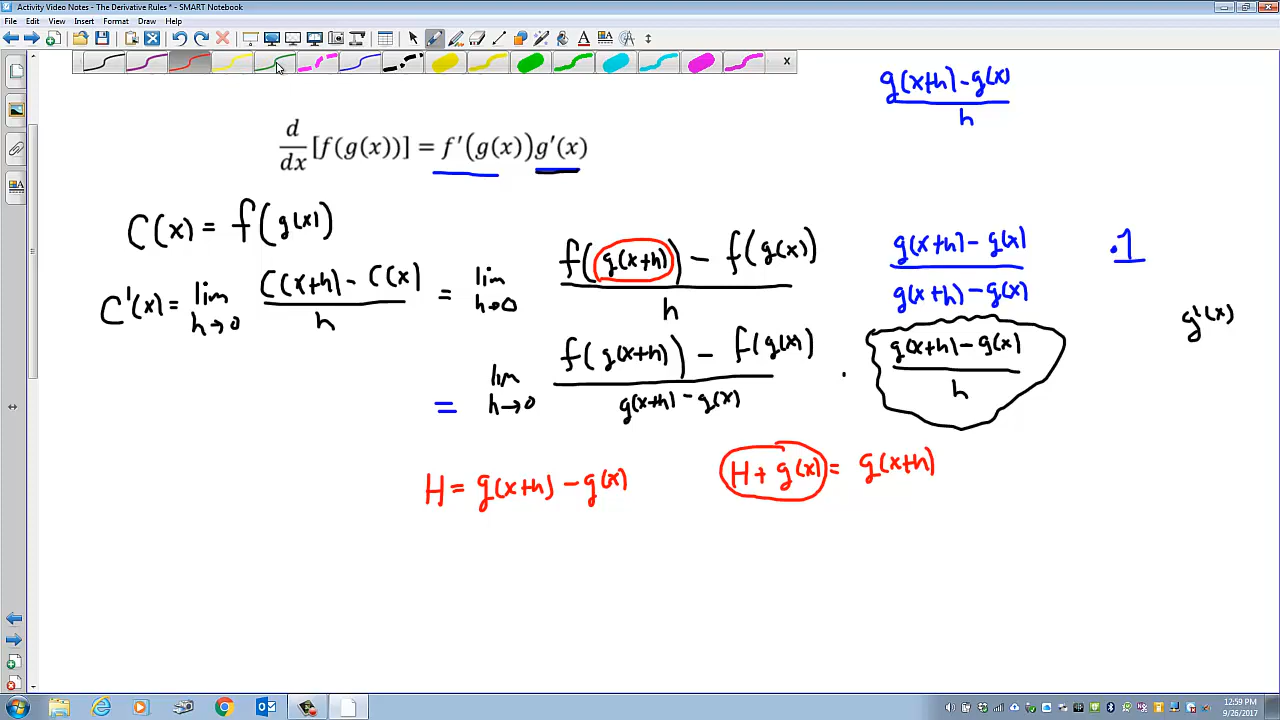 Activity Video Notes - The Derivative Rules * - SMART Notebook
File Edit View Insert Format Draw Help
g(x+h)-g(x)
h
d/dx [f(g(x))] = f′(g(x))g′(x)
C(x) = f(g(x))
C'(x) = lim h→0 C(x+h) - C(x) / h = lim h→0 f(g(x+h)) - f(g(x)) / h
g(x+h) - g(x) / g(x+h) - g(x) .1
= lim h→0 f(g(x+h)) - f(g(x)) / g(x+h) - g(x) · g(x+h) - g(x) / h
g'(x)
H = g(x+h) - g(x)
H + g(x) = g(x+h)
12:59 PM
9/26/2017